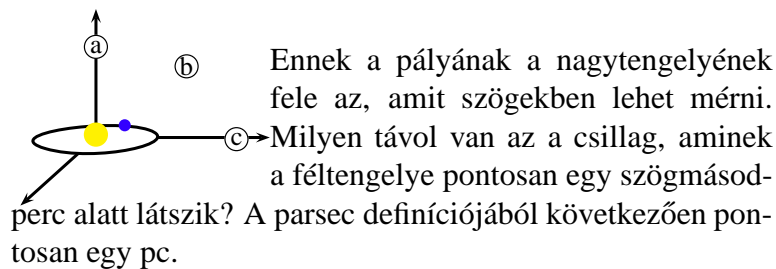 a
b
c
Ennek a pályának a nagytengelyének
fele az, amit szögekben lehet mérni.
Milyen távol van az a csillag, aminek
a féltengelye pontosan egy szögmásod-
perc alatt látszik? A parsec definíciójából következően pon-
tosan egy pc.